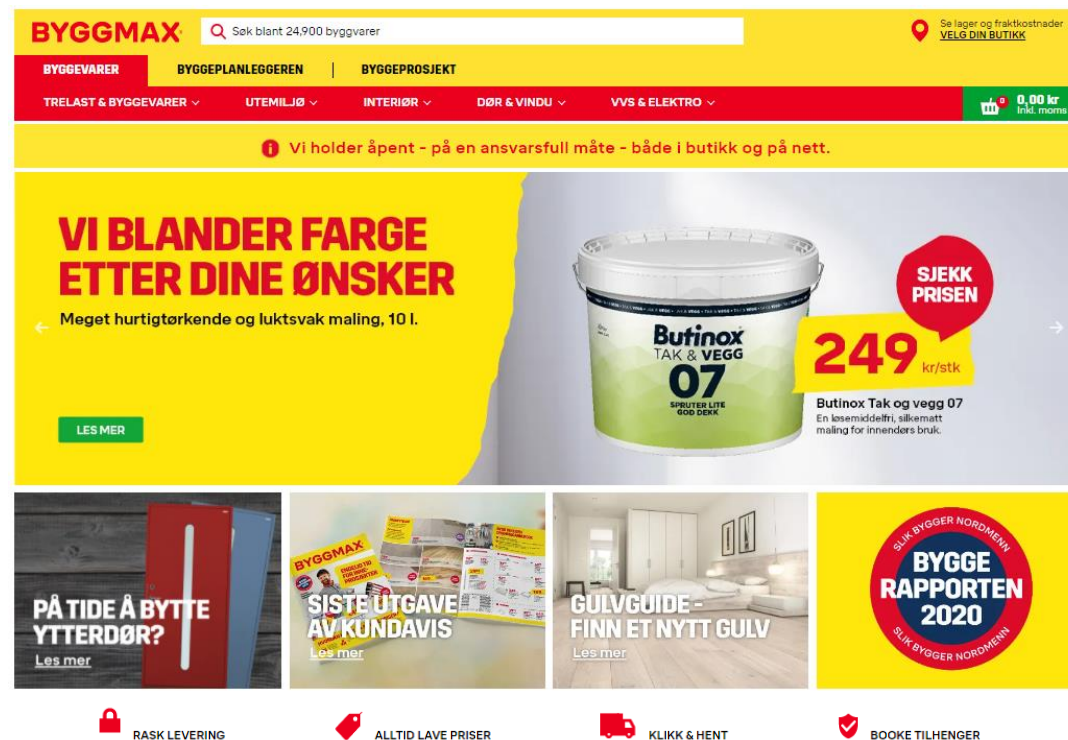 BYGGMAX
Søk blant 24,900 byggvarer
Se lager og fraktkostnader
VELG DIN BUTIKK
BYGGEVARER
BYGGEPLANLEGGEREN
BYGGEPROSJEKT
TRELAST & BYGGEVARER
UTEMILJØ
INTERIØR
DØR & VINDU
VVS & ELEKTRO
0
0,00 kr
Inkl. moms
Vi holder åpent - på en ansvarsfull måte - både i butikk og på nett.
VI BLANDER FARGE
ETTER DINE ØNSKER
Meget hurtigtørkende og luktsvak maling, 10 l.
LES MER
Butinox
TAK & VEGG
07
SPRUTER LITE
GOD DEKK
SJEKK
PRISEN
249 kr/stk
Butinox Tak og vegg 07
En løsemiddelfri, silkematt
maling for innendørs bruk.
PÅ TIDE Å BYTTE
YTTERDØR?
Les mer
BYGGMAX
ENDELIG TID
FOR INNE-
PROSJEKTER
SISTE UTGAVE
AV KUNDAVIS
Les mer
GULVGUIDE -
FINN ET NYTT GULV
Les mer
SLIK BYGGER NORDMENN
BYGGE
RAPPORTEN
2020
SLIK BYGGER NORDMENN
RASK LEVERING
ALLTID LAVE PRISER
KLIKK & HENT
BOOKE TILHENGER